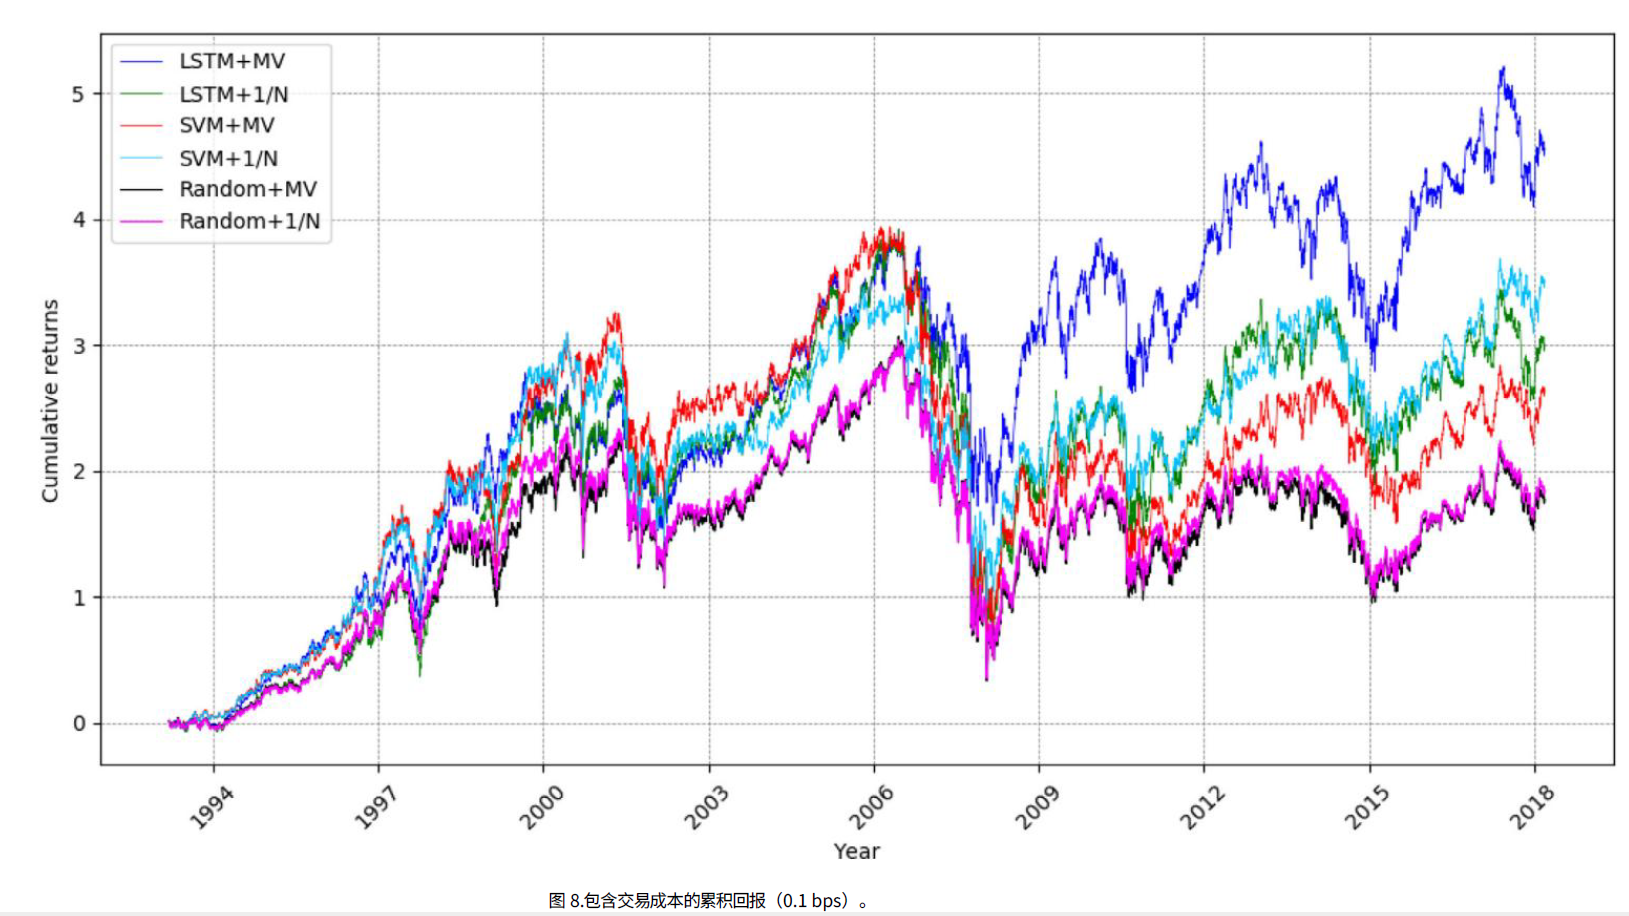 LSTM+MV
LSTM+1/N
SVM+MV
SVM+1/N
Random+MV
Random+1/N
5
4
3
2
1
0
Cumulative returns
1994
1997
2000
2003
2006
2009
2012
2015
2018
Year
图 8.包含交易成本的累积回报（0.1 bps）。